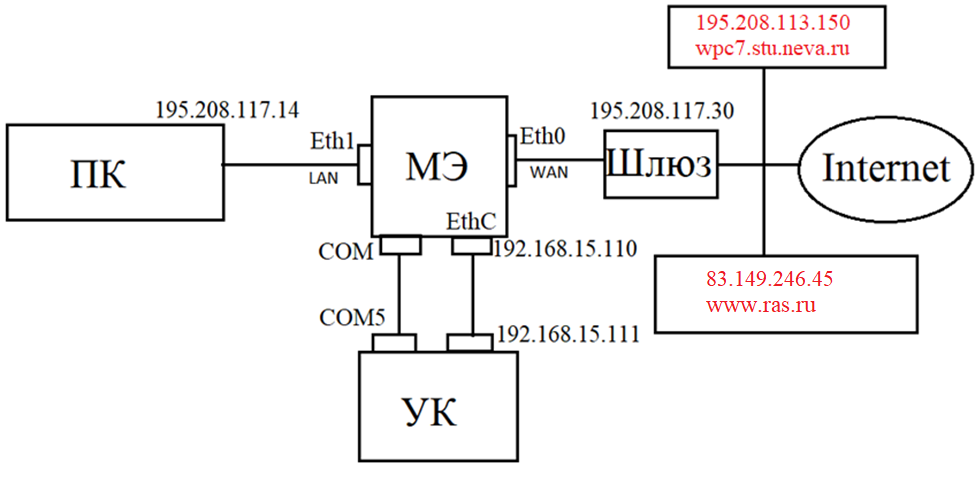 195.208.113.150
wpc7.stu.neva.ru
195.208.117.14
195.208.117.30
ПК
Eth1
LAN
МЭ
Eth0
WAN
Шлюз
Internet
EthC
COM
192.168.15.110
83.149.246.45
www.ras.ru
COM5
192.168.15.111
УК